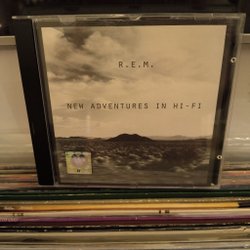 R.E.M.
NEW ADVENTURES IN HI-FI